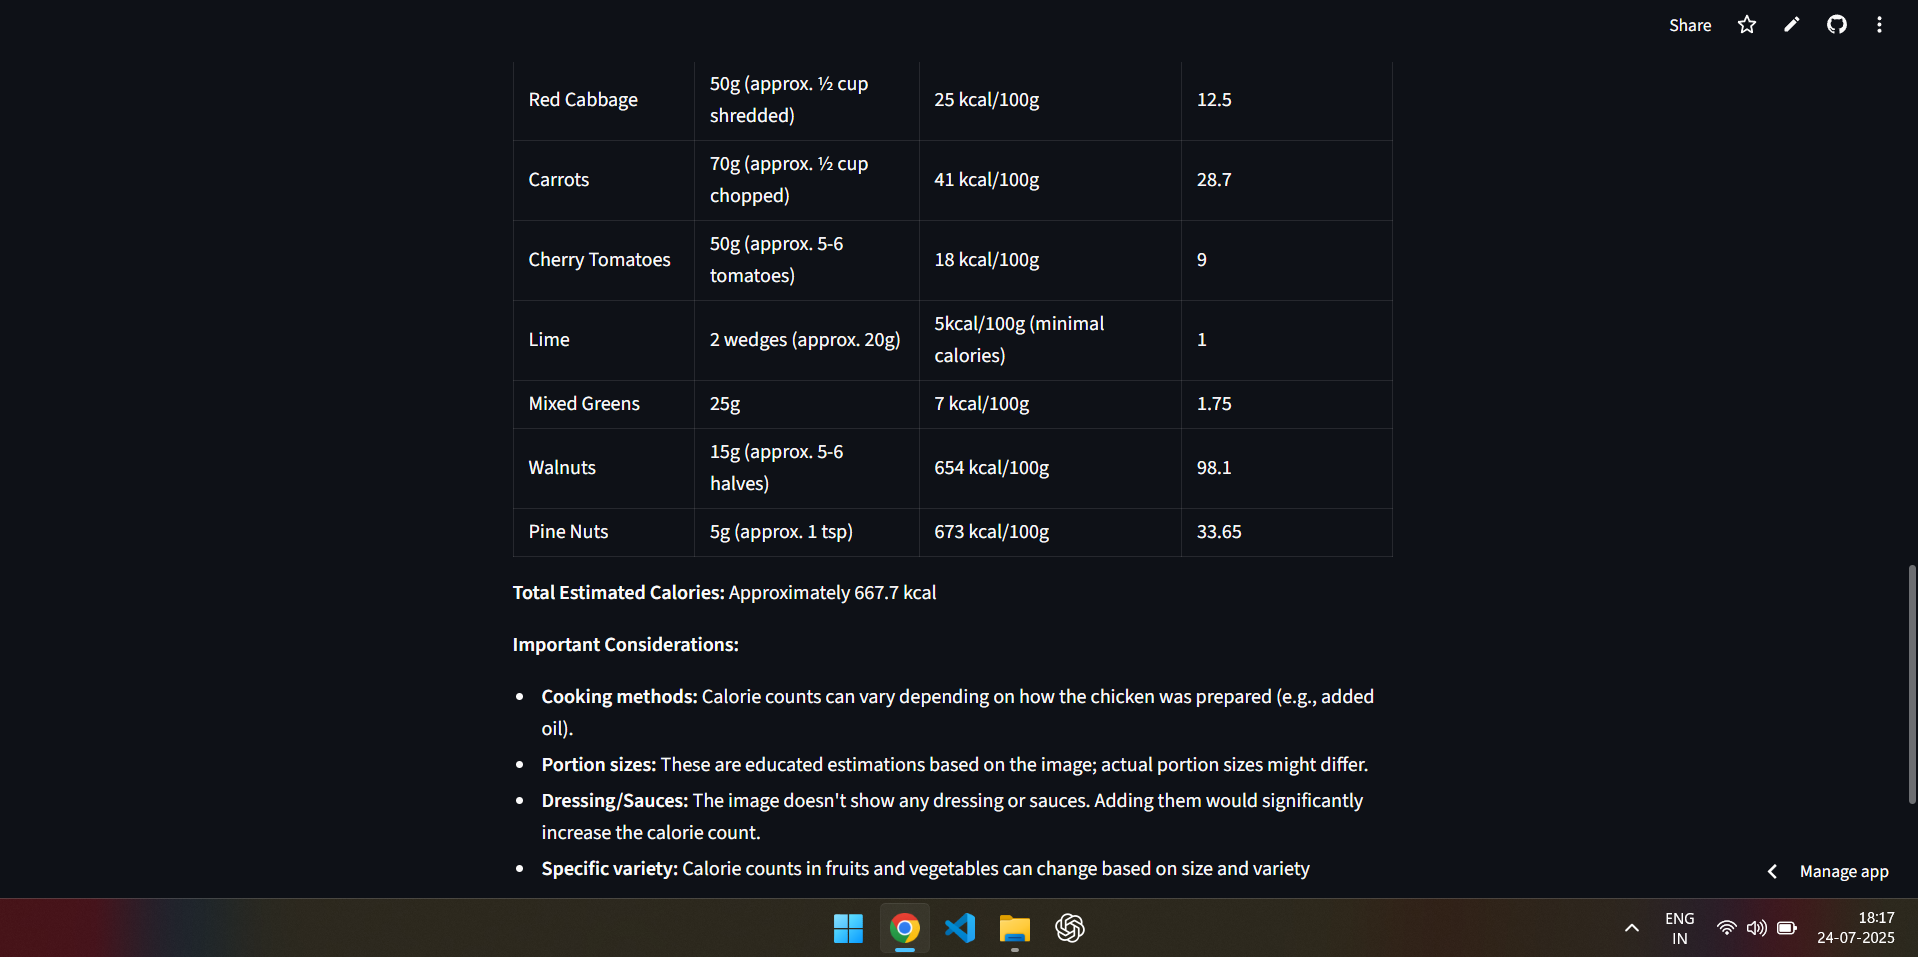 Share
Red Cabbage
50g (approx. ½ cup
shredded)
25 kcal/100g
12.5
Carrots
70g (approx. ½ cup
chopped)
41 kcal/100g
28.7
Cherry Tomatoes
50g (approx. 5-6
tomatoes)
18 kcal/100g
9
Lime
2 wedges (approx. 20g)
5kcal/100g (minimal
calories)
1
Mixed Greens
25g
7 kcal/100g
1.75
Walnuts
15g (approx. 5-6
halves)
654 kcal/100g
98.1
Pine Nuts
5g (approx. 1 tsp)
673 kcal/100g
33.65
Total Estimated Calories: Approximately 667.7 kcal
Important Considerations:
• Cooking methods: Calorie counts can vary depending on how the chicken was prepared (e.g., added
oil).
• Portion sizes: These are educated estimations based on the image; actual portion sizes might differ.
• Dressing/Sauces: The image doesn't show any dressing or sauces. Adding them would significantly
increase the calorie count.
• Specific variety: Calorie counts in fruits and vegetables can change based on size and variety
Manage app
ENG
IN
18:17
24-07-2025